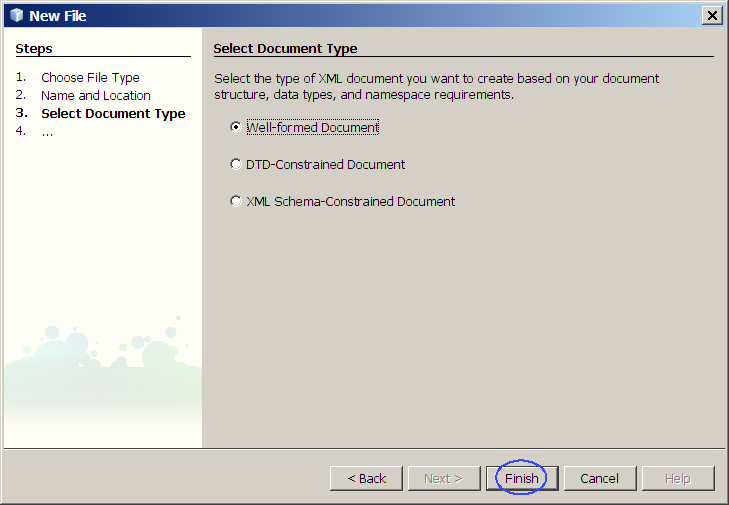 New File
Steps
1. Choose File Type
2. Name and Location
3. Select Document Type
4. ...
Select Document Type
Select the type of XML document you want to create based on your document
structure, data types, and namespace requirements.
Well-formed Document
DTD-Constrained Document
XML Schema-Constrained Document
< Back Next > Finish Cancel Help